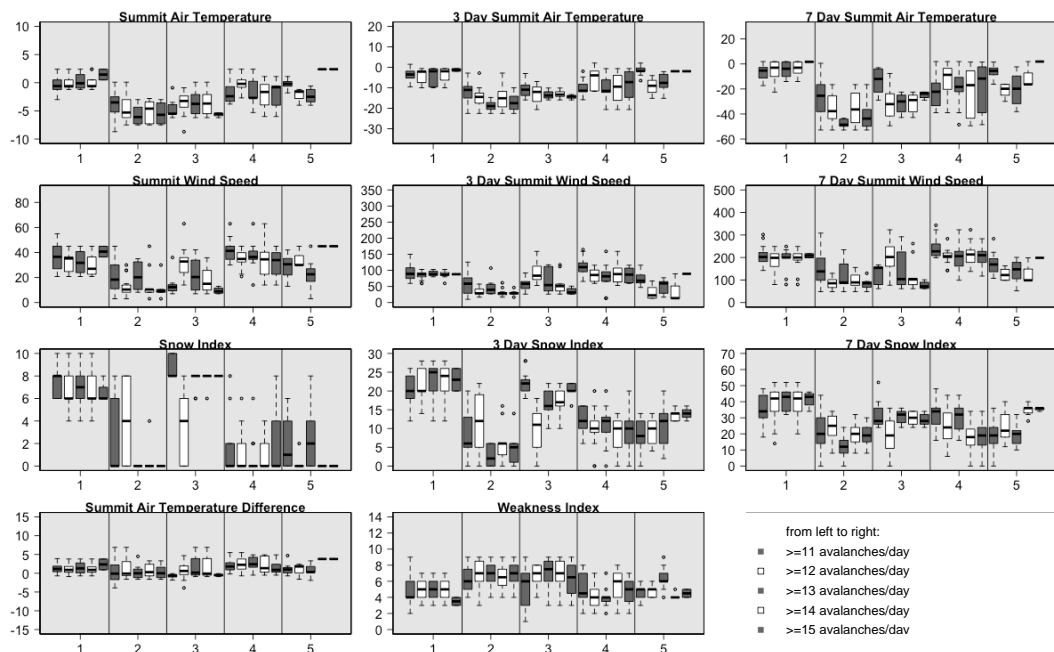 Summit Air Temperature
10
5
0
-5
-10
1 2 3 4 5
3 Day Summit Air Temperature
20
10
0
-10
-20
-30
1 2 3 4 5
7 Day Summit Air Temperature
20
0
-20
-40
-60
1 2 3 4 5
Summit Wind Speed
80
60
40
20
0
1 2 3 4 5
3 Day Summit Wind Speed
350
300
250
200
150
100
50
0
1 2 3 4 5
7 Day Summit Wind Speed
500
400
300
200
100
0
1 2 3 4 5
Snow Index
10
8
6
4
2
0
1 2 3 4 5
3 Day Snow Index
30
25
20
15
10
5
0
1 2 3 4 5
7 Day Snow Index
70
60
50
40
30
20
10
0
1 2 3 4 5
Summit Air Temperature Difference
15
10
5
0
-5
-10
-15
1 2 3 4 5
Weakness Index
14
12
9
8
6
4
2
0
1 2 3 4 5
from left to right:
>=11 avalanches/day
>=12 avalanches/day
>=13 avalanches/day
>=14 avalanches/day
>=15 avalanches/day